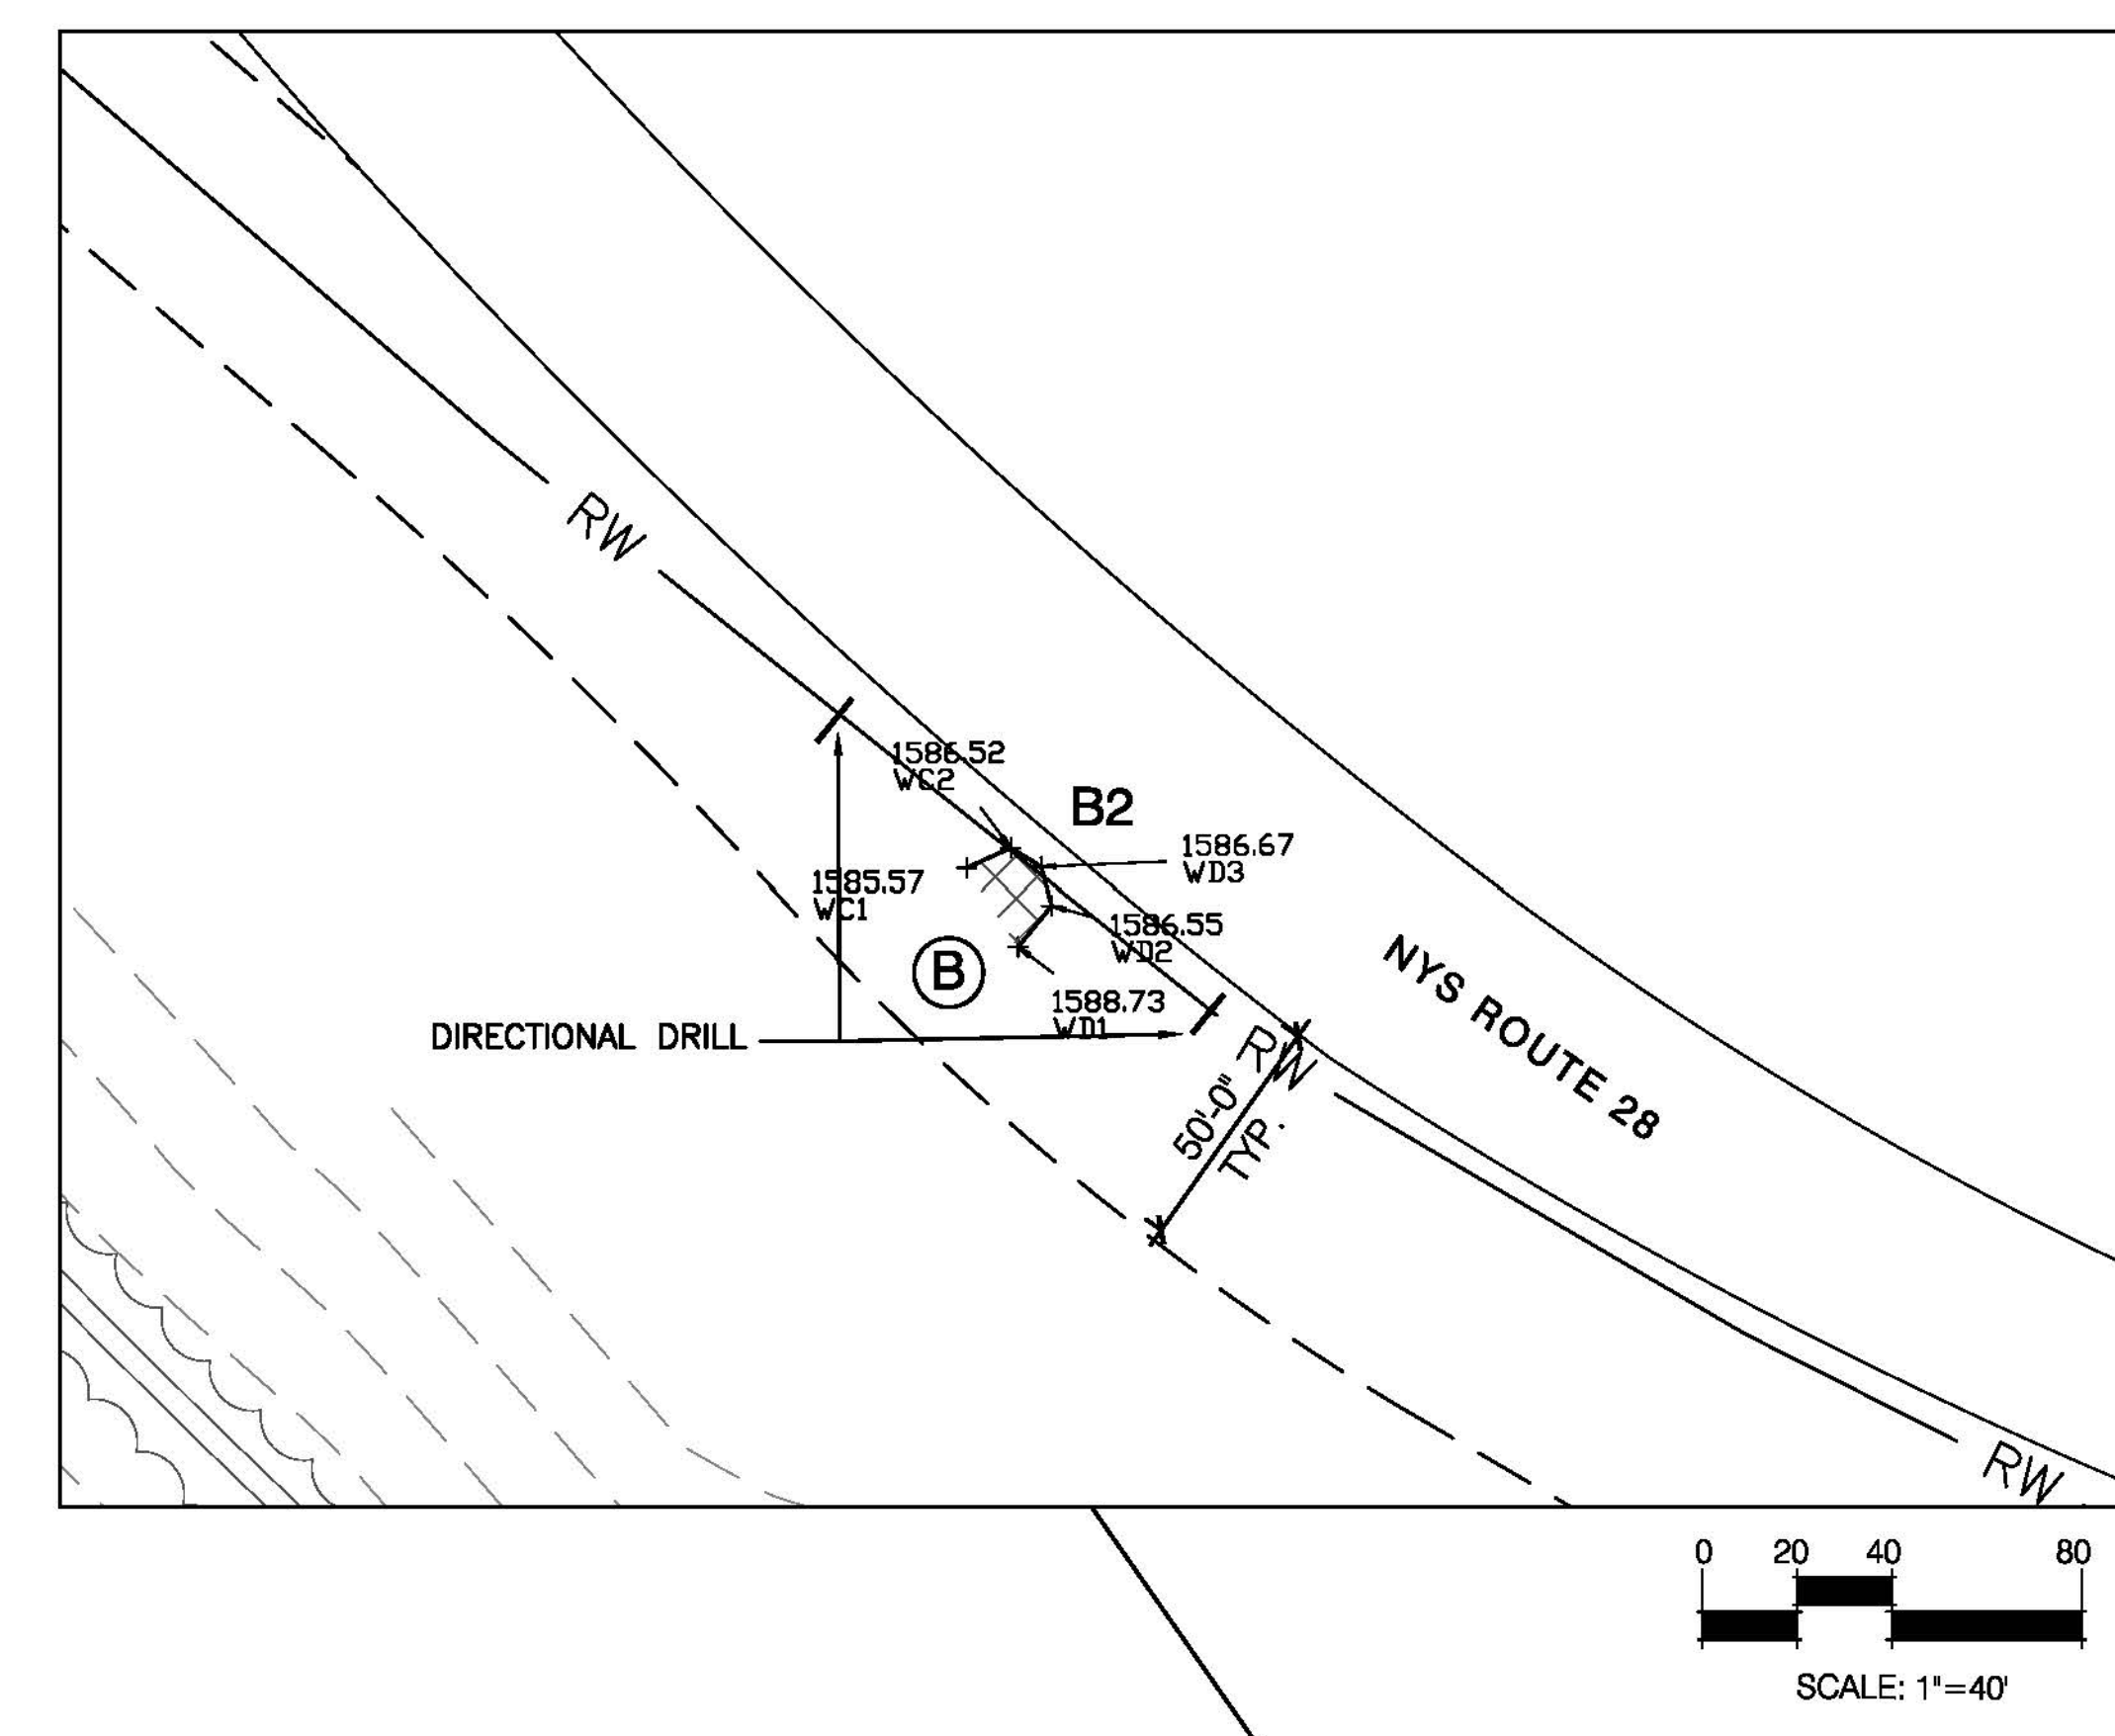 RW
1586.52
WC2
B2
1586.67
WD3
1585.57
WC1
1586.55
WD2
B
1588.73
WD1
DIRECTIONAL DRILL
RW
50'-0"
TYP.
NYS ROUTE 28
RW
0 20 40 80
SCALE: 1"=40'